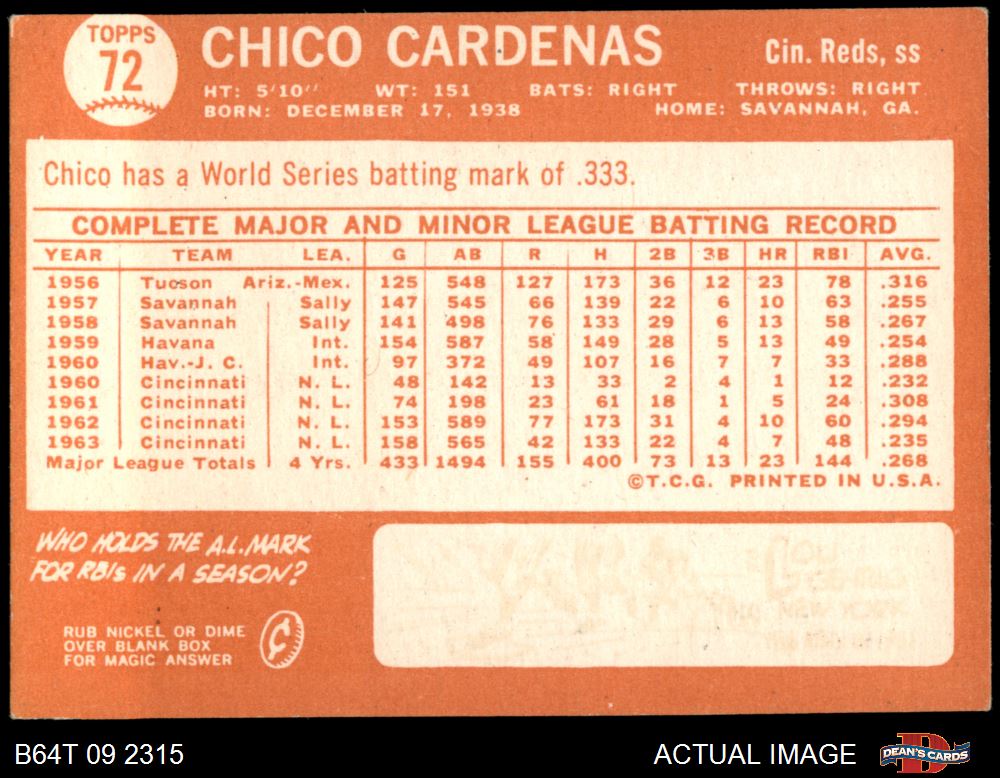 TOPPS
72
CHICO CARDENAS
Cin. Reds, ss
HT: 5'10" WT: 151 BATS: RIGHT THROWS: RIGHT
BORN: DECEMBER 17, 1938 HOME: SAVANNAH, GA.
Chico has a World Series batting mark of .333.
COMPLETE MAJOR AND MINOR LEAGUE BATTING RECORD
YEAR TEAM LEA. G AB R H 2B 3B HR RBI AVG.
1956 Tucson Ariz.-Mex. 125 548 127 173 36 12 23 78 .316
1957 Savannah Sally 147 545 66 139 22 6 10 63 .255
1958 Savannah Sally 141 498 76 133 29 6 13 58 .267
1959 Havana Int. 154 587 58 149 28 5 13 49 .254
1960 Hav.-J. C. Int. 97 372 49 107 16 7 7 33 .288
1960 Cincinnati N. L. 48 142 13 33 2 4 1 12 .232
1961 Cincinnati N. L. 74 198 23 61 18 1 5 24 .308
1962 Cincinnati N. L. 153 589 77 173 31 4 10 60 .294
1963 Cincinnati N. L. 158 565 42 133 22 4 7 48 .235
Major League Totals 4 Yrs. 433 1494 155 400 73 13 23 144 .268
©T.C.G. PRINTED IN U.S.A.
WHO HOLDS THE A.L. MARK
FOR RBIs IN A SEASON?
RUB NICKEL OR DIME
OVER BLANK BOX
FOR MAGIC ANSWER
¢
B64T 09 2315
ACTUAL IMAGE
DEAN'S CARDS